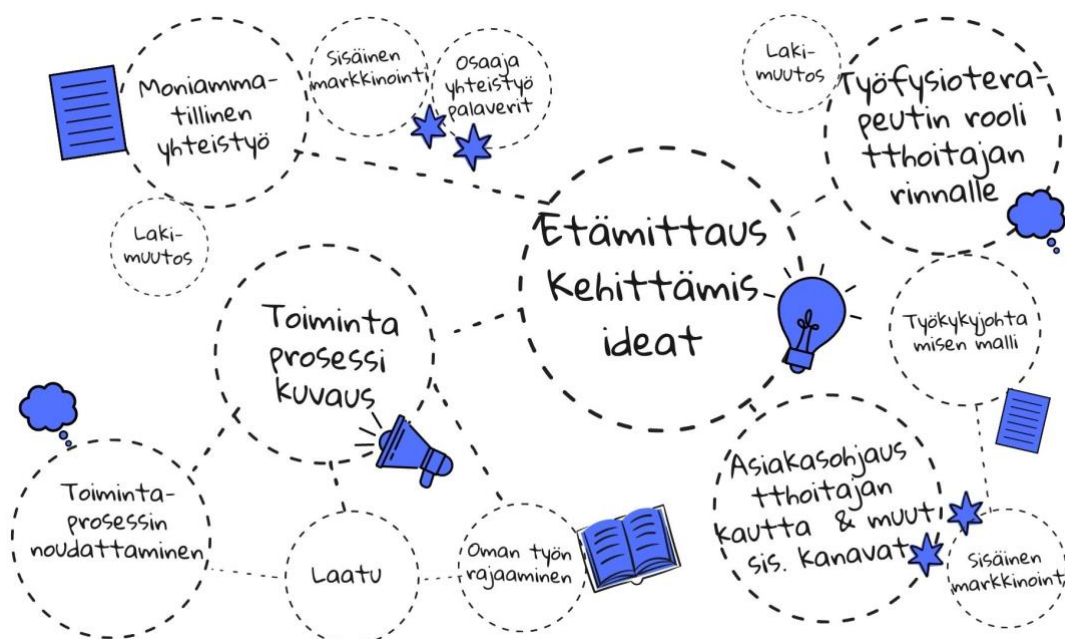 Moniamma-
tillinen
yhteistyö
Sisäinen
markkinointi
Osaaja
yhteistyö
palaverit
Laki-
muutos
Työfysiotera-
peutin rooli
tthoitajan
rinnalle
Laki-
muutos
Etämittaus
Kehittämis
ideat
Toiminta
prosessi
kuvaus
Työkykyjohta
misen malli
Toiminta-
prosessin
noudattaminen
Laatu
Oman työn
rajaaminen
Asiakasohjaus
tthoitajan
kautta & muut
sis. kanavat
Sisäinen
markkinointi